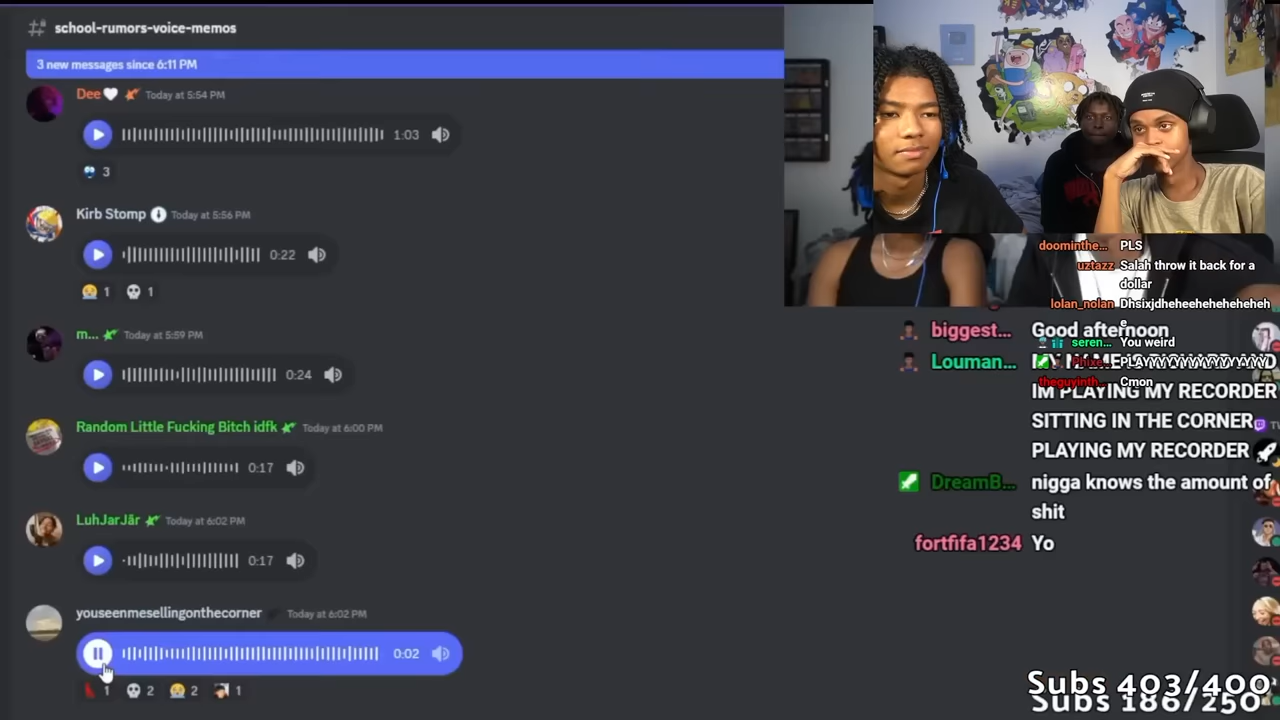 school-rumors-voice-memos
3 new messages since 6:11 PM
Dee Today at 5:54 PM
1:03
3
Kirb Stomp Today at 5:56 PM
0:22
1 1
m... Today at 5:59 PM
0:24
Random Little Fucking Bitch idfk Today at 6:00 PM
0:17
LuhJarJār Today at 6:02 PM
0:17
youseenmesellingonthecorner Today at 6:02 PM
0:02
1 2 2 1
doominthe... PLS
uztazz Salah throw it back for a
dollar
lolan_nolan Dhsixjdheheeheheheheheh
e
seren... You weird
theguyinth... Cmon
biggest... Good afternoon
Louman...
IM PLAYING MY RECORDER
SITTING IN THE CORNER
PLAYING MY RECORDER
DreamB... nigga knows the amount of
shit
fortfifa1234 Yo
Subs 403/400
Subs 186/250